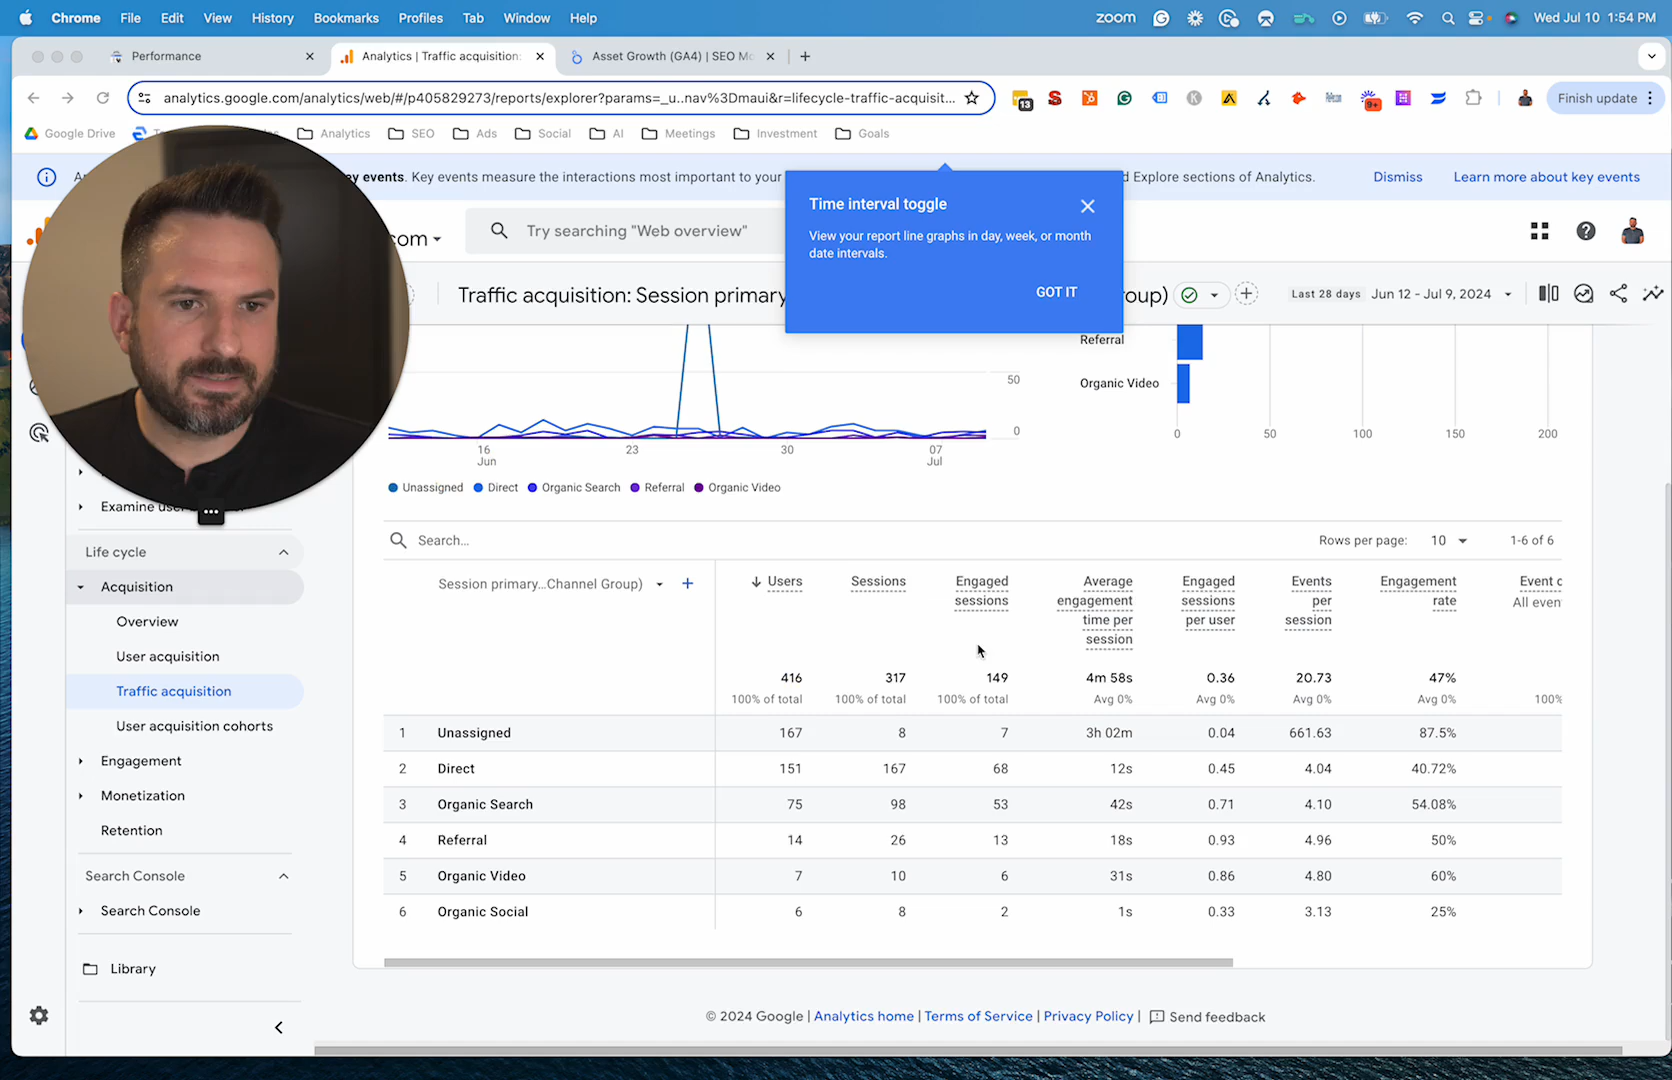 Chrome File Edit View History Bookmarks Profiles Tab Window Help zoom Wed Jul 10 1:54 PM
Performance Analytics | Traffic acquisition: Asset Growth (GA4) | SEO Mo
analytics.google.com/analytics/web/#/p405829273/reports/explorer?params=_u..nav%3Dmaui&r=lifecycle-traffic-acquisit... 13 9+ Finish update
Google Drive Analytics SEO Ads Social AI Meetings Investment Goals
key events. Key events measure the interactions most important to your d Explore sections of Analytics. Dismiss Learn more about key events
Time interval toggle
View your report line graphs in day, week, or month
date intervals.
GOT IT
com Try searching "Web overview"
Traffic acquisition: Session primary oup) Last 28 days Jun 12 - Jul 9, 2024
Referral
Organic Video
50
0
16
Jun
23
30
07
Jul
0 50 100 150 200
Unassigned Direct Organic Search Referral Organic Video
Examine use
Life cycle
Acquisition
Overview
User acquisition
Traffic acquisition
User acquisition cohorts
Engagement
Monetization
Retention
Search Console
Search Console
Library
Search... Rows per page: 10 1-6 of 6
Session primary...Channel Group) + Users Sessions Engaged sessions Average engagement time per session Engaged sessions per user Events per session Engagement rate Event c
All even
416 317 149 4m 58s 0.36 20.73 47%
100% of total 100% of total 100% of total Avg 0% Avg 0% Avg 0% Avg 0% 100%
1 Unassigned 167 8 7 3h 02m 0.04 661.63 87.5%
2 Direct 151 167 68 12s 0.45 4.04 40.72%
3 Organic Search 75 98 53 42s 0.71 4.10 54.08%
4 Referral 14 26 13 18s 0.93 4.96 50%
5 Organic Video 7 10 6 31s 0.86 4.80 60%
6 Organic Social 6 8 2 1s 0.33 3.13 25%
© 2024 Google | Analytics home | Terms of Service | Privacy Policy | Send feedback